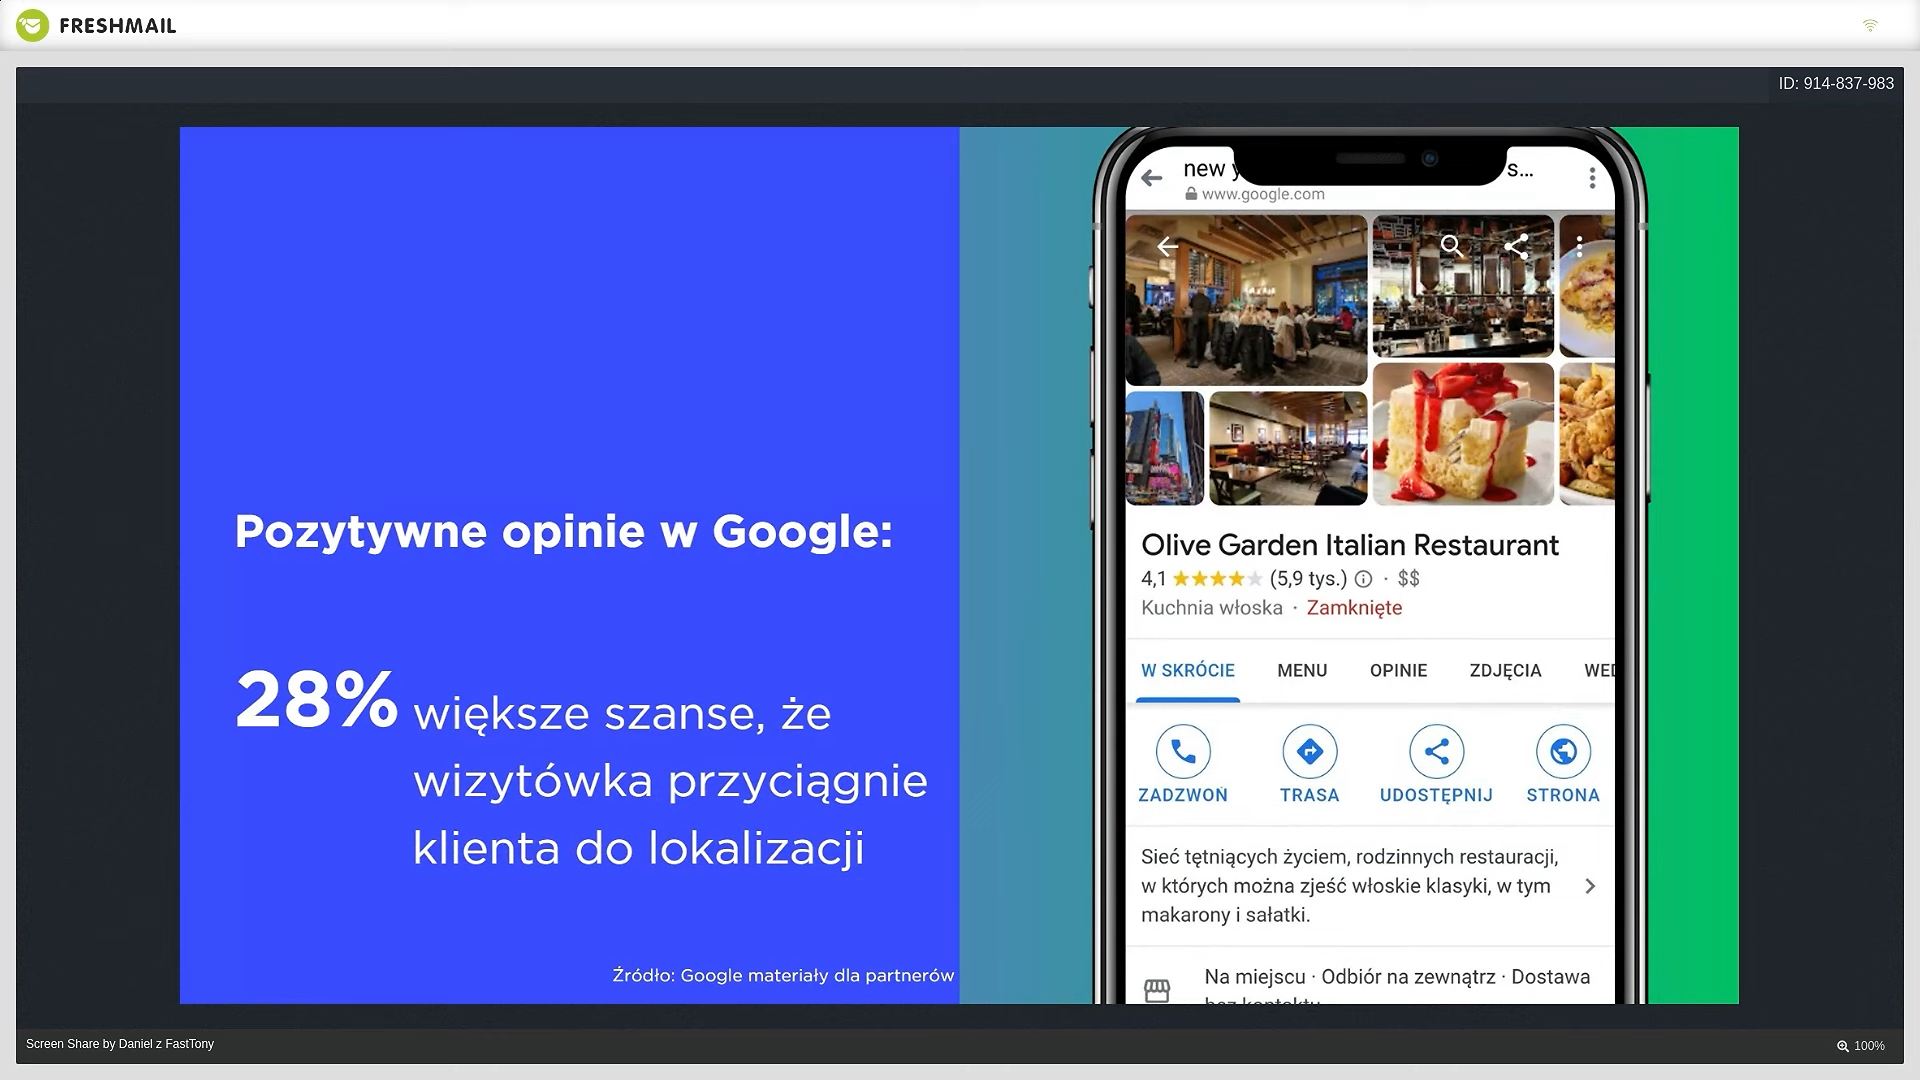 FRESHMAIL
ID: 914-837-983
Pozytywne opinie w Google:
28% większe szanse, że
wizytówka przyciągnie
klienta do lokalizacji
Źródło: Google materiały dla partnerów
new s...
www.google.com
Olive Garden Italian Restaurant
4,1 (5,9 tys.) · $$
Kuchnia włoska · Zamknięte
W SKRÓCIE MENU OPINIE ZDJĘCIA
ZADZWOŃ TRASA UDOSTĘPNIJ STRONA
Sieć tętniących życiem, rodzinnych restauracji,
w których można zjeść włoskie klasyki, w tym
makarony i sałatki.
Na miejscu · Odbiór na zewnątrz · Dostawa
bez kontaktu
Screen Share by Daniel z FastTony
100%